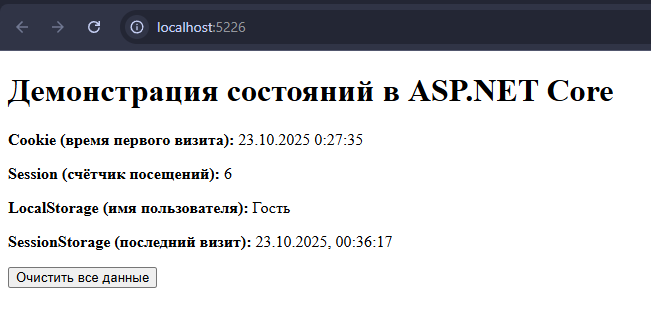 localhost:5226
Демонстрация состояний в ASP.NET Core
Cookie (время первого визита): 23.10.2025 0:27:35
Session (счётчик посещений): 6
LocalStorage (имя пользователя): Гость
SessionStorage (последний визит): 23.10.2025, 00:36:17
Очистить все данные